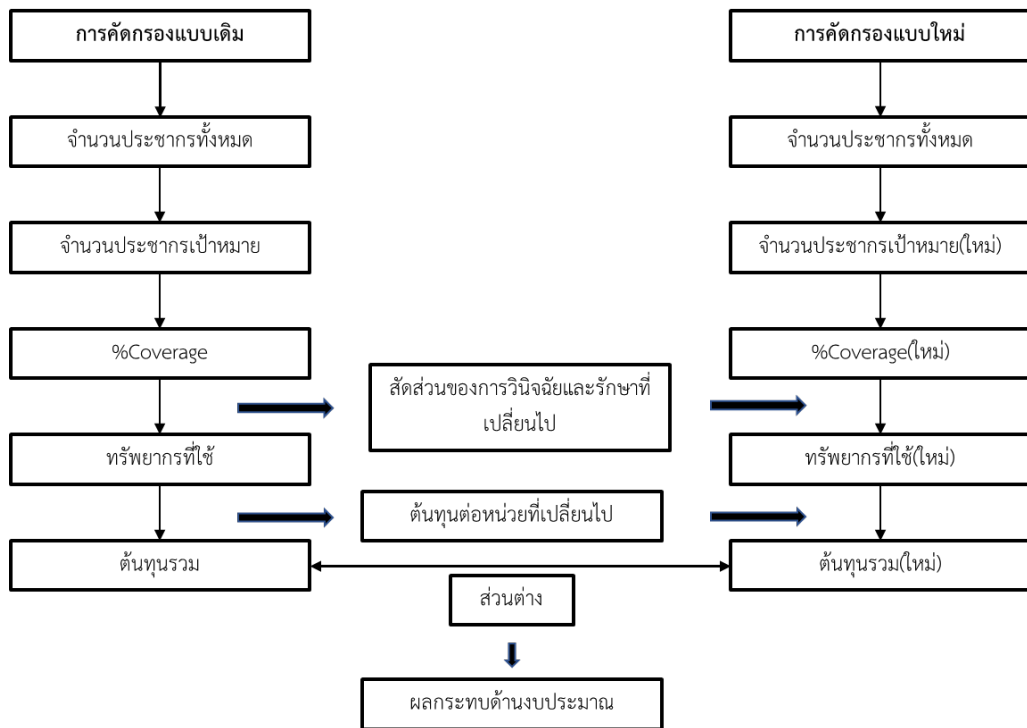 การคัดกรองแบบเดิม
การคัดกรองแบบใหม่
จำนวนประชากรทั้งหมด
จำนวนประชากรทั้งหมด
จำนวนประชากรเป้าหมาย
จำนวนประชากรเป้าหมาย(ใหม่)
%Coverage
%Coverage(ใหม่)
สัดส่วนของการวินิจฉัยและรักษาที่
เปลี่ยนไป
ทรัพยากรที่ใช้
ทรัพยากรที่ใช้(ใหม่)
ต้นทุนต่อหน่วยที่เปลี่ยนไป
ต้นทุนรวม
ต้นทุนรวม(ใหม่)
ส่วนต่าง
ผลกระทบด้านงบประมาณ